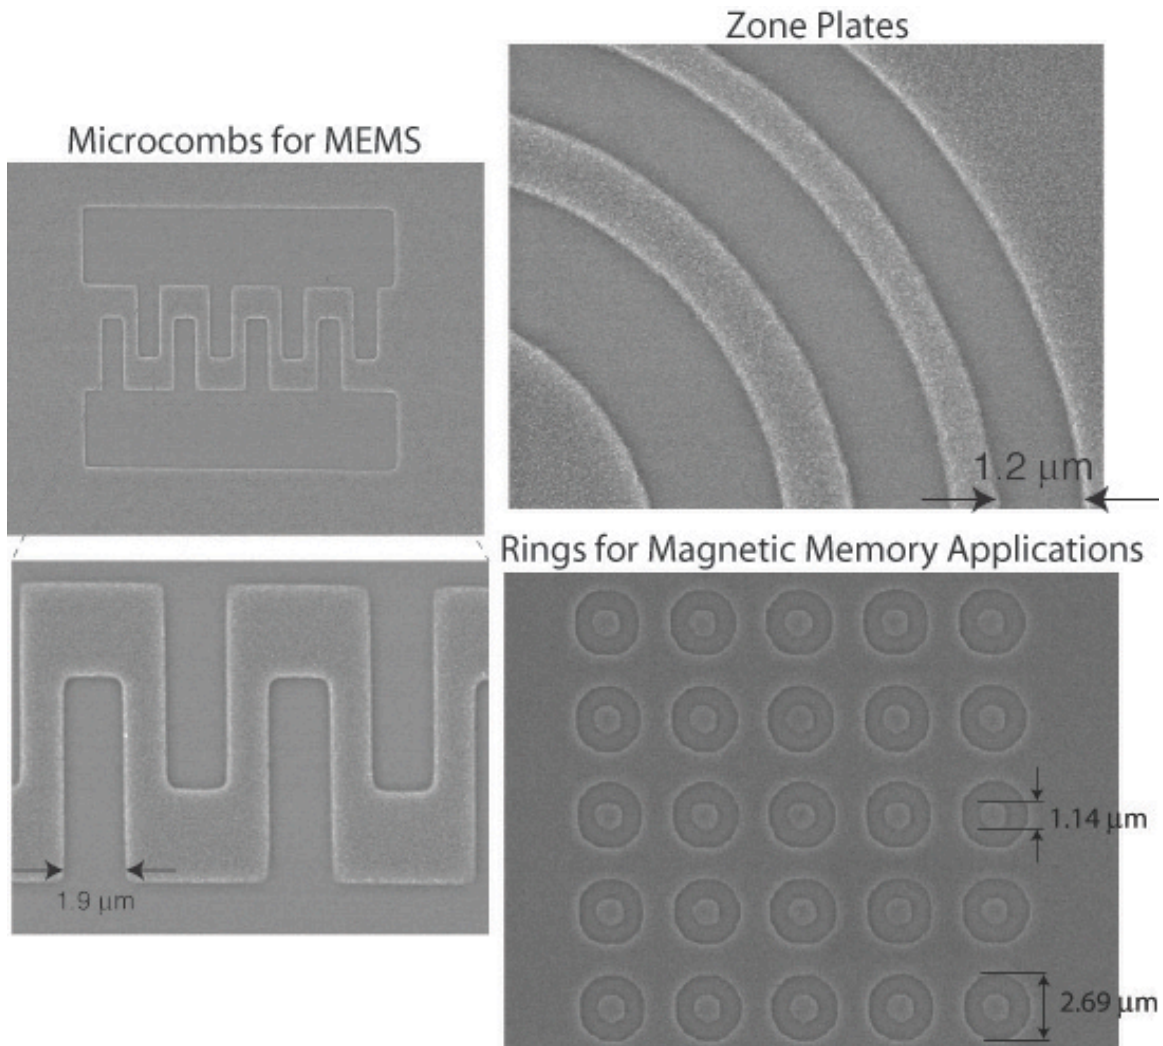 Zone Plates
Microcombs for MEMS
1.2 μm
Rings for Magnetic Memory Applications
1.14 μm
1.9 μm
2.69 μm